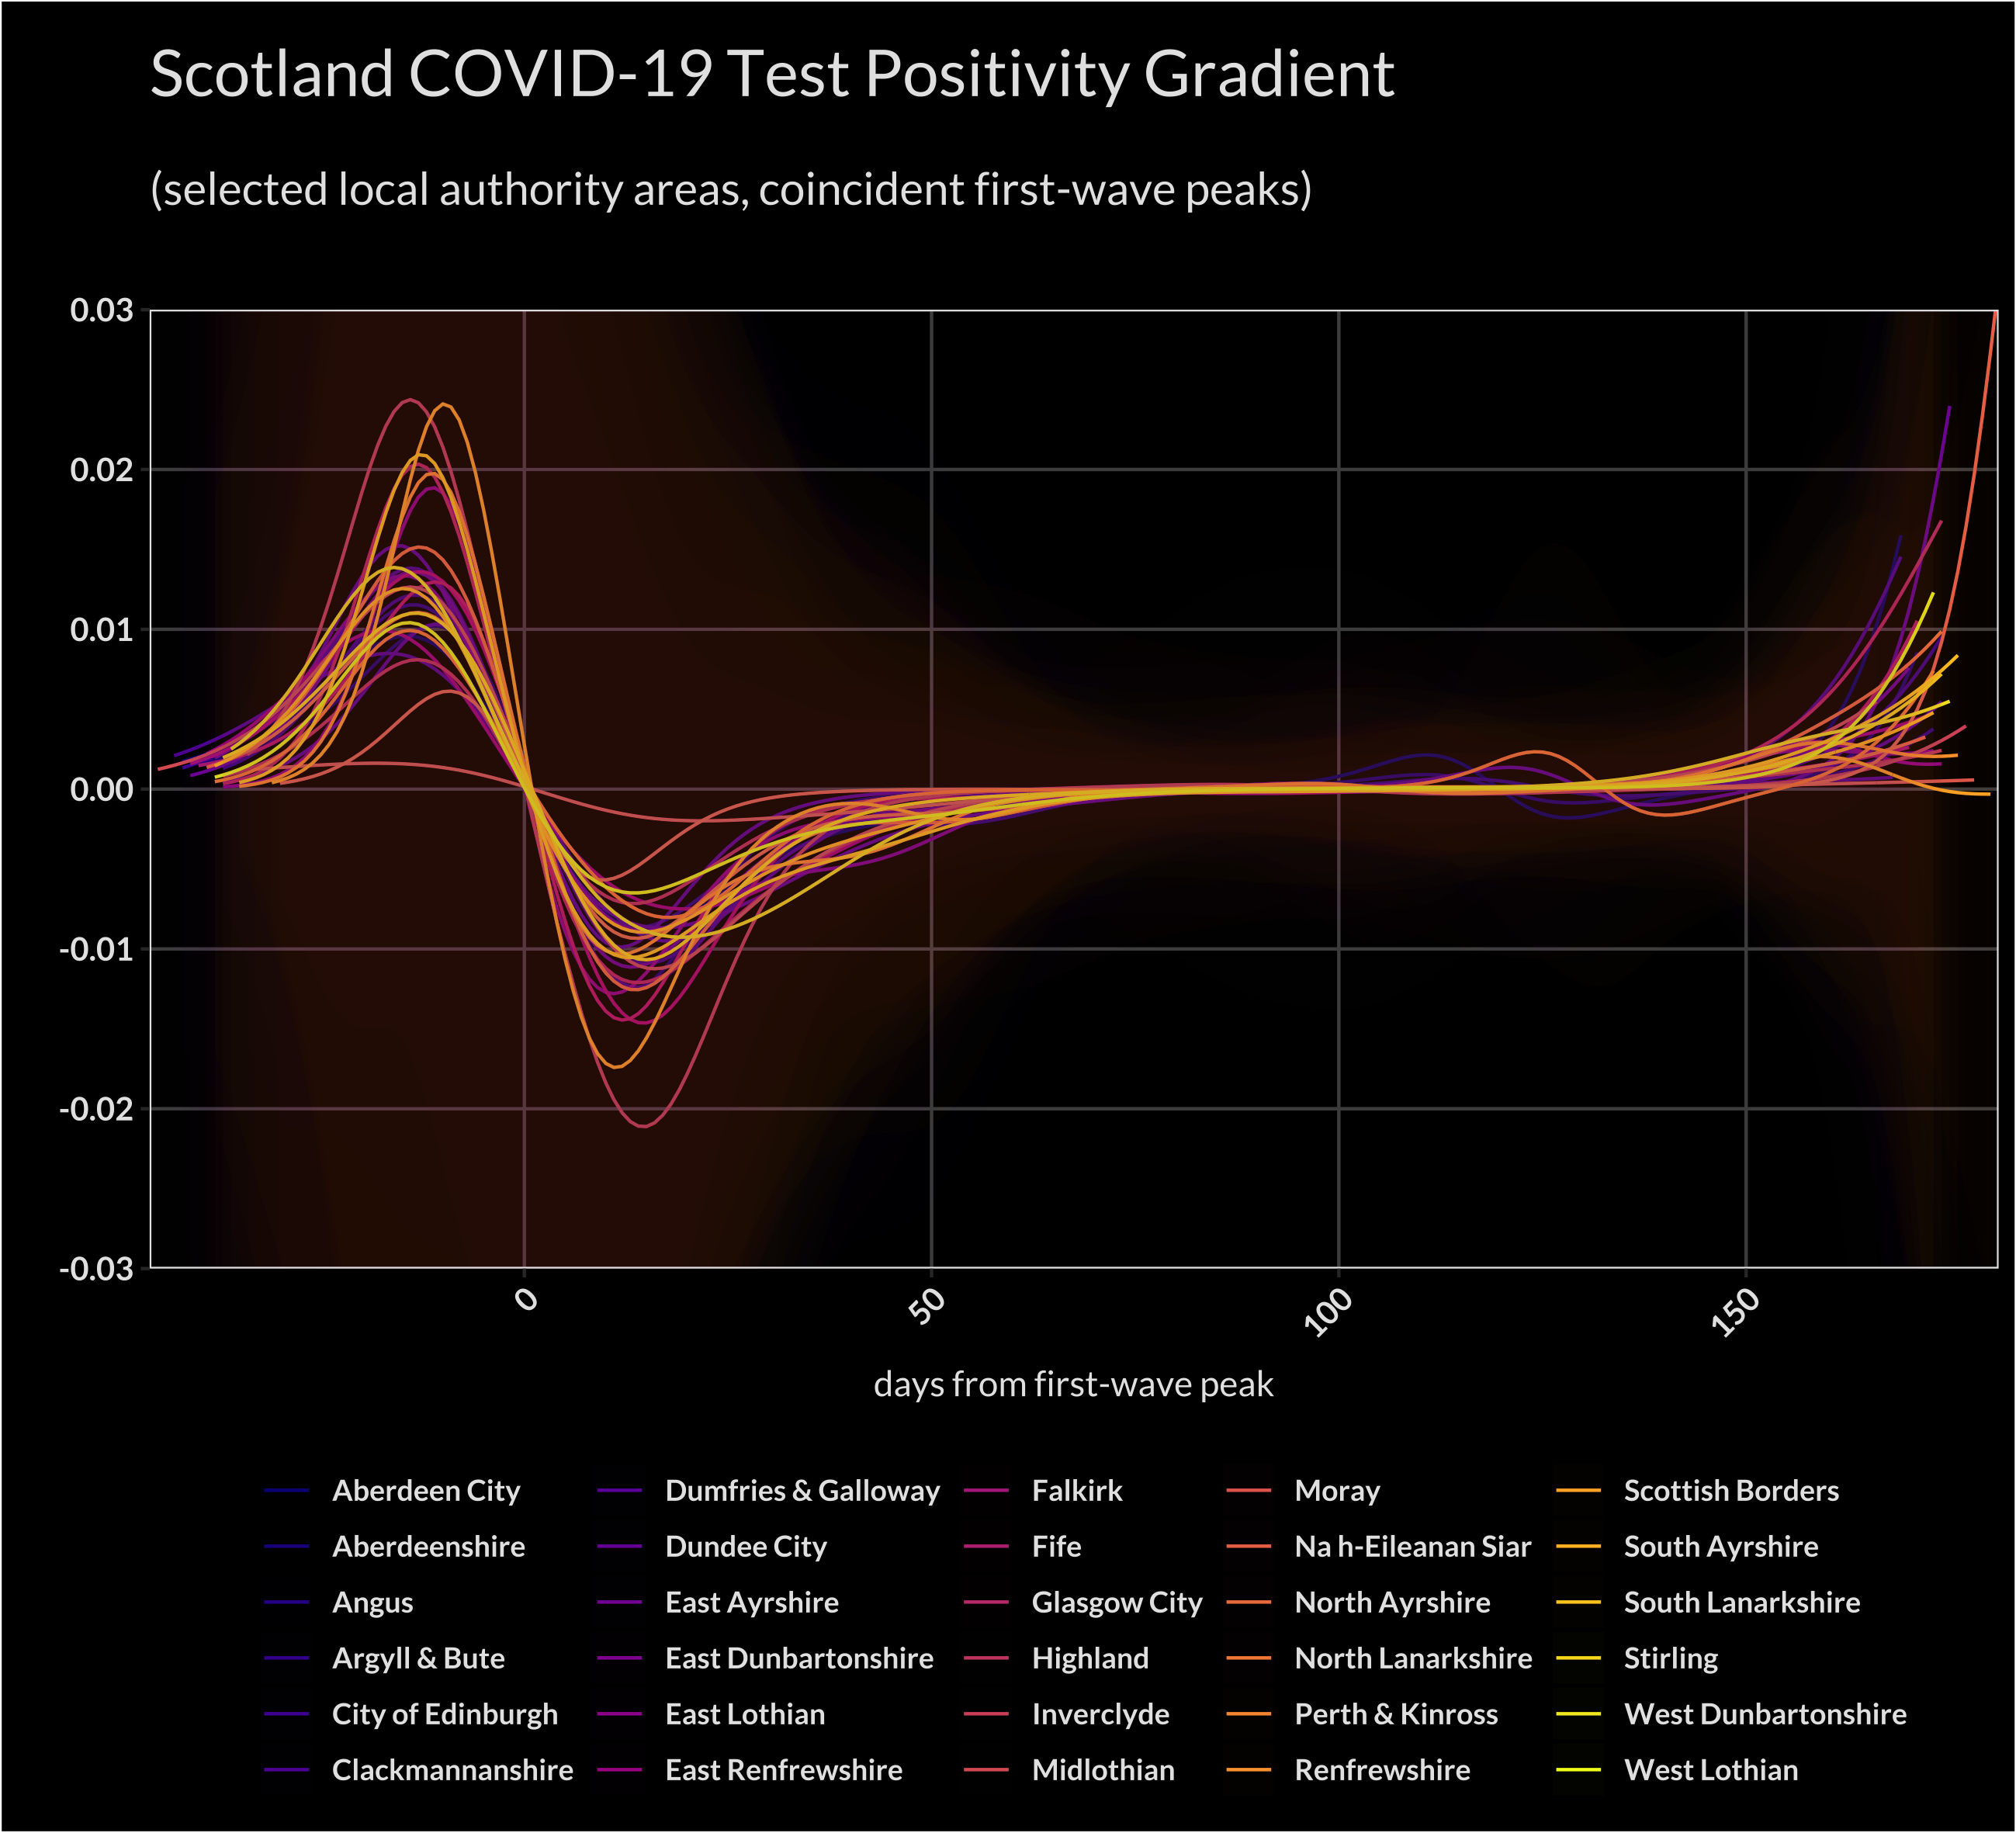 Scotland COVID-19 Test Positivity Gradient
(selected local authority areas, coincident first-wave peaks)
0.03
0.02
0.01
0.00
-0.01
-0.02
-0.03
0 50 100 150
days from first-wave peak
Aberdeen City Dumfries & Galloway Falkirk Moray Scottish Borders
Aberdeenshire Dundee City Fife Na h-Eileanan Siar South Ayrshire
Angus East Ayrshire Glasgow City North Ayrshire South Lanarkshire
Argyll & Bute East Dunbartonshire Highland North Lanarkshire Stirling
City of Edinburgh East Lothian Inverclyde Perth & Kinross West Dunbartonshire
Clackmannanshire East Renfrewshire Midlothian Renfrewshire West Lothian